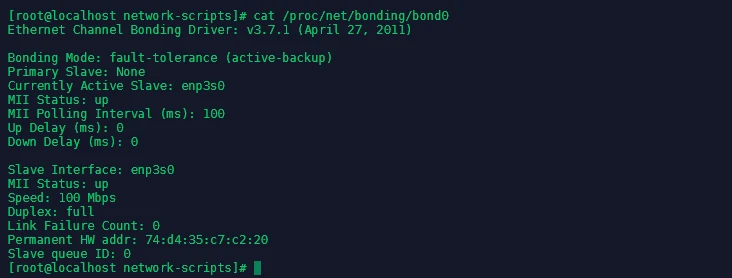 [root@localhost network-scripts]# cat /proc/net/bonding/bond0
Ethernet Channel Bonding Driver: v3.7.1 (April 27, 2011)
Bonding Mode: fault-tolerance (active-backup)
Primary Slave: None
Currently Active Slave: enp3s0
MII Status: up
MII Polling Interval (ms): 100
Up Delay (ms): 0
Down Delay (ms): 0
Slave Interface: enp3s0
MII Status: up
Speed: 100 Mbps
Duplex: full
Link Failure Count: 0
Permanent HW addr: 74:d4:35:c7:c2:20
Slave queue ID: 0
[root@localhost network-scripts]#